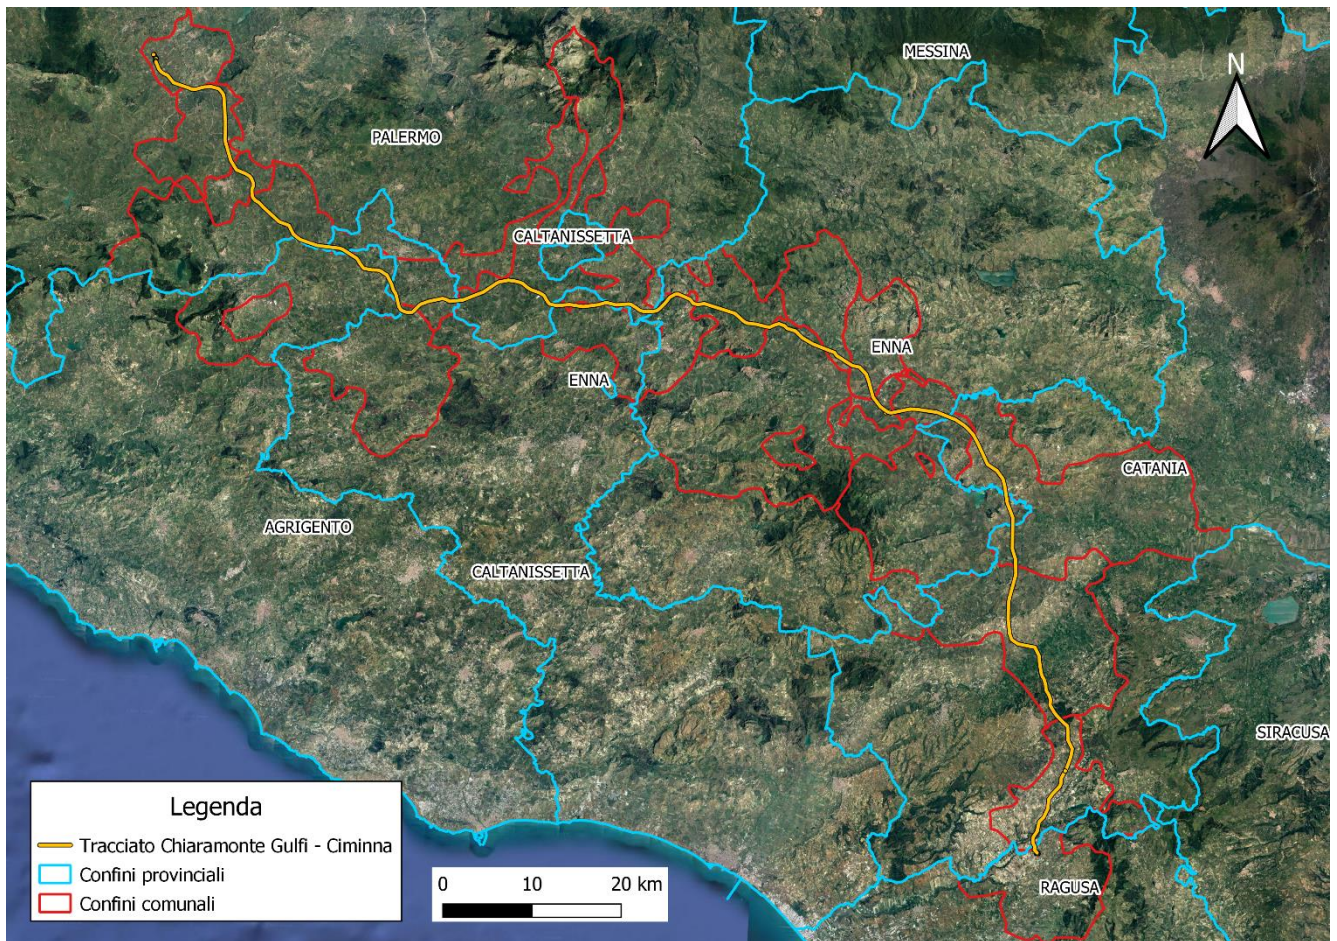 N
MESSINA
PALERMO
CALTANISSETTA
ENNA
ENNA
CATANIA
AGRIGENTO
CALTANISSETTA
SIRACUSA
RAGUSA
Legenda
Tracciato Chiaramonte Gulfi - Ciminna
Confini provinciali
Confini comunali
0 10 20 km